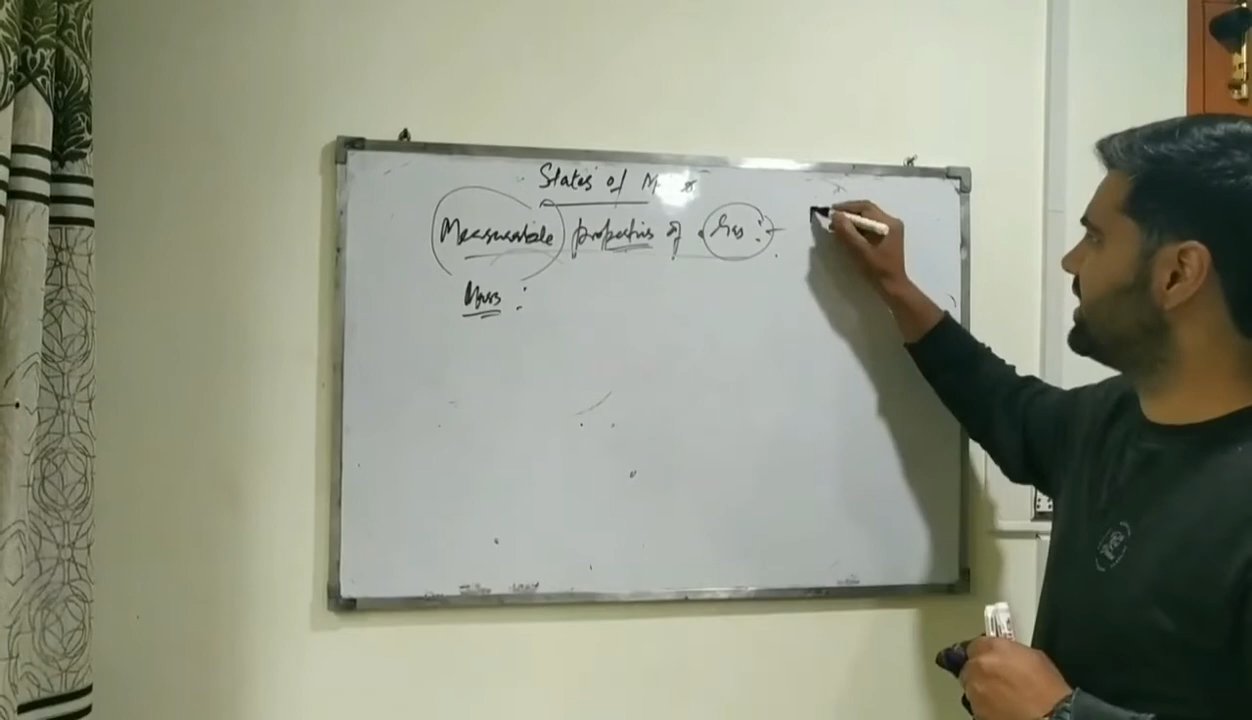 States of
Measurable properties of Gas :-
Mass :